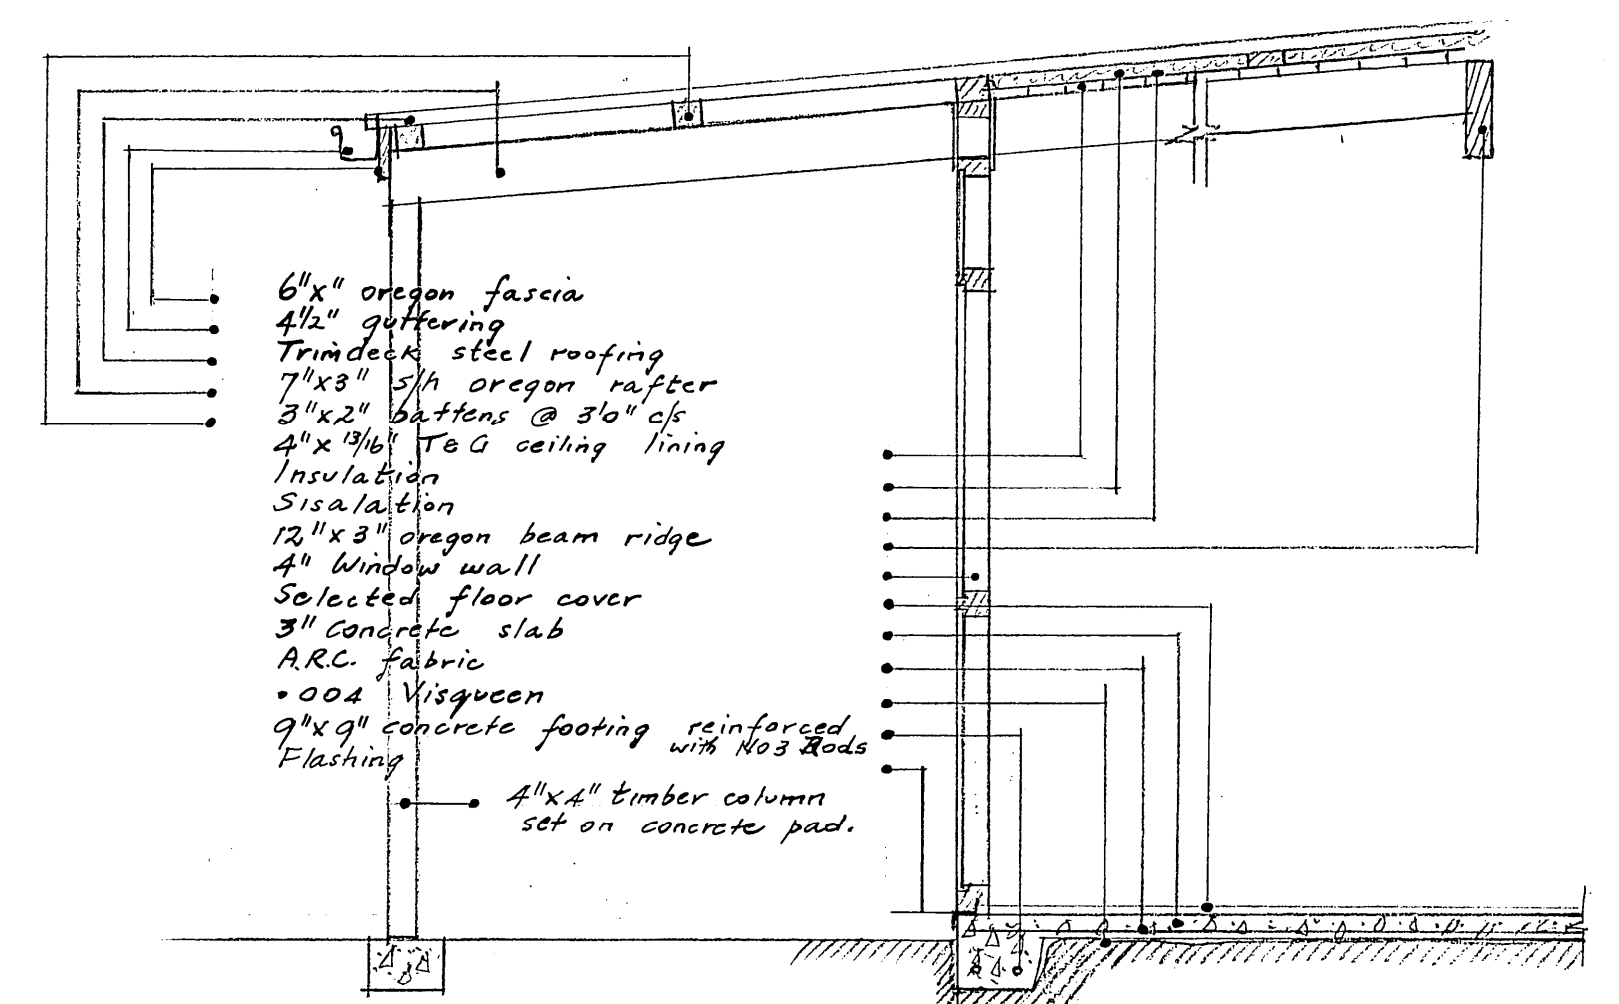 6"x" oregon fascia
4½" guttering
Trimdeck steel roofing
7"x3" s/h oregon rafter
3"x2" battens @ 3'0" c/s
4"x 13/16" T&G ceiling lining
Insulation
Sisalation
12"x3" oregon beam ridge
4" Window wall
Selected floor cover
3" Concrete slab
A.R.C. fabric
.004 Visqueen
9"x9" concrete footing reinforced
with No3 Rods
Flashing
4"x4" timber column
set on concrete pad.